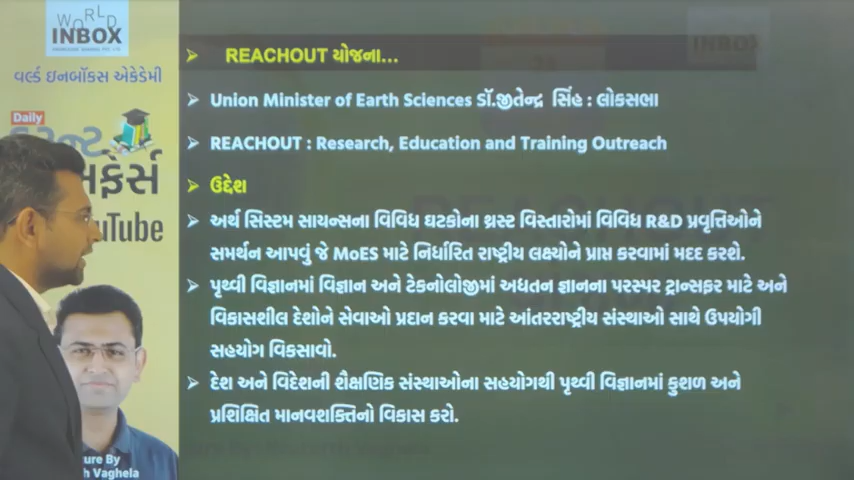 WORLD
INBOX
વર્લ્ડ ઇનબૉક્સ એકેડેમી
Daily
YouTube
ure By
h Vaghela
REACHOUT યોજના...
Union Minister of Earth Sciences ડૉ.જીતેન્દ્ર સિંહ : લોકસભા
REACHOUT : Research, Education and Training Outreach
ઉદ્દેશ
અર્થ સિસ્ટમ સાયન્સના વિવિધ ઘટકોના થ્રસ્ટ વિસ્તારોમાં વિવિધ R&D પ્રવૃત્તિઓને
સમર્થન આપવું જે MoES માટે નિર્ધારિત રાષ્ટ્રીય લક્ષ્યોને પ્રાપ્ત કરવામાં મદદ કરશે.
પૃથ્વી વિજ્ઞાનમાં વિજ્ઞાન અને ટેકનોલોજીમાં અદ્યતન જ્ઞાનના પરસ્પર ટ્રાન્સફર માટે અને
વિકાસશીલ દેશોને સેવાઓ પ્રદાન કરવા માટે આંતરરાષ્ટ્રીય સંસ્થાઓ સાથે ઉપયોગી
સહયોગ વિકસાવો.
દેશ અને વિદેશની શૈક્ષણિક સંસ્થાઓના સહયોગથી પૃથ્વી વિજ્ઞાનમાં કુશળ અને
પ્રશિક્ષિત માનવશક્તિનો વિકાસ કરો.